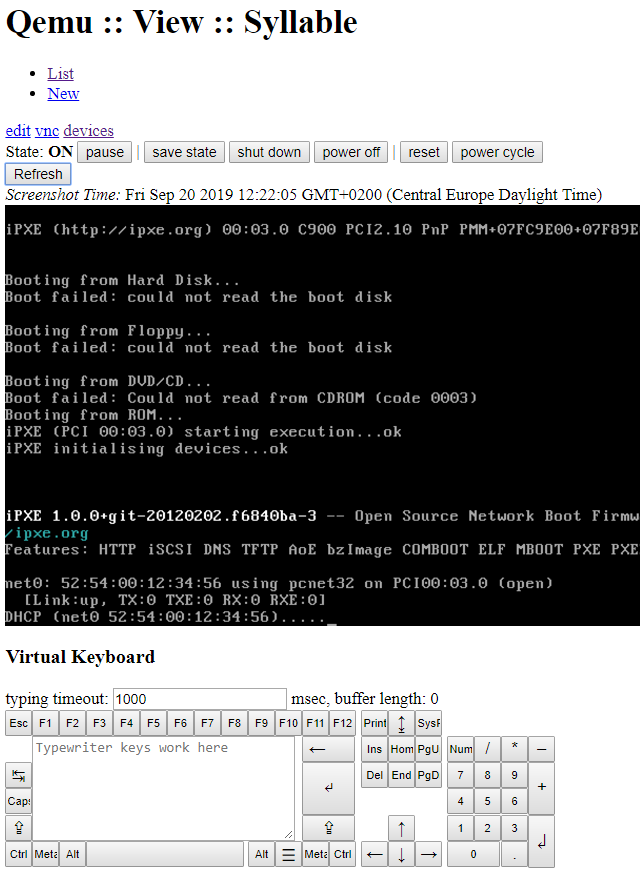 Qemu :: View :: Syllable
List
New
edit vnc devices
State: ON pause | save state shut down power off | reset power cycle
Refresh
Screenshot Time: Fri Sep 20 2019 12:22:05 GMT+0200 (Central Europe Daylight Time)
iPXE (http://ipxe.org) 00:03.0 C900 PCI2.10 PnP PMM+07FC9E00+07F89E
Booting from Hard Disk...
Boot failed: could not read the boot disk
Booting from Floppy...
Boot failed: could not read the boot disk
Booting from DVD/CD...
Boot failed: Could not read from CDROM (code 0003)
Booting from ROM...
iPXE (PCI 00:03.0) starting execution...ok
iPXE initialising devices...ok
iPXE 1.0.0+git-20120202.f6840ba-3 -- Open Source Network Boot Firmw
/ipxe.org
Features: HTTP iSCSI DNS TFTP AoE bzImage COMBOOT ELF MBOOT PXE PXE
net0: 52:54:00:12:34:56 using pcnet32 on PCI00:03.0 (open)
[Link:up, TX:0 TXE:0 RX:0 RXE:0]
DHCP (net0 52:54:00:12:34:56)....._
Virtual Keyboard
typing timeout: 1000 msec, buffer length: 0
Esc F1 F2 F3 F4 F5 F6 F7 F8 F9 F10 F11 F12 Print ↨ SysR
Typewriter keys work here ← Ins Hom PgU Num / * –
↹ ↵ Del End PgD 7 8 9 +
Caps 4 5 6
⇪ ⇪ ↑ 1 2 3 ↵
Ctrl Meta Alt Alt ☰ Meta Ctrl ← ↓ → 0 .